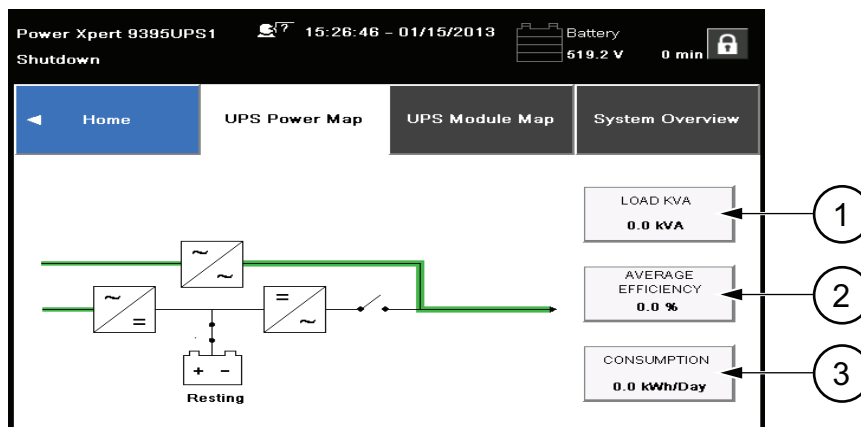 Power Xpert 9395UPS1
Shutdown
? 15:26:46 - 01/15/2013
Battery
519.2 V 0 min
Home
UPS Power Map
UPS Module Map
System Overview
LOAD KVA
0.0 kVA
1
AVERAGE
EFFICIENCY
0.0 %
2
CONSUMPTION
0.0 kWh/Day
3
~
~
~
=
=
~
+ -
Resting